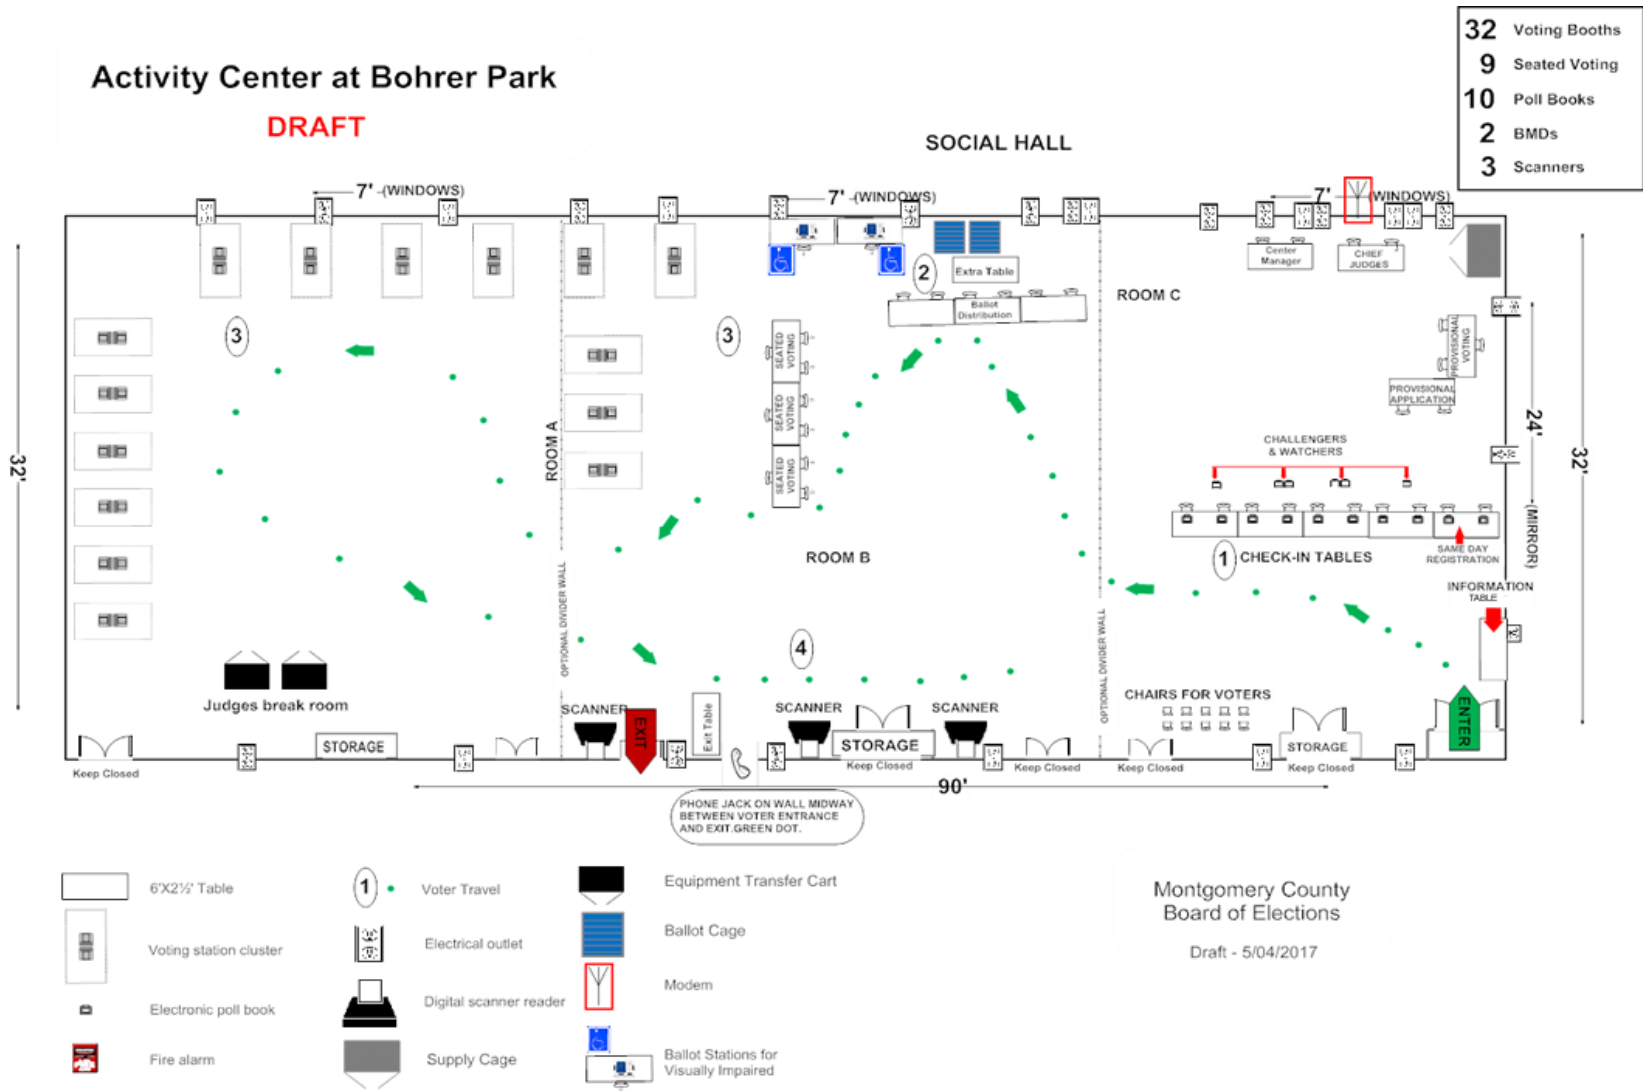 Activity Center at Bohrer Park
DRAFT
32 Voting Booths
9 Seated Voting
10 Poll Books
2 BMDs
3 Scanners
SOCIAL HALL
7' (WINDOWS)
7' (WINDOWS)
7' (WINDOWS)
Center
Manager
CHIEF
JUDGES
2
Extra Table
ROOM C
Ballot
Distribution
3
3
SEATED
VOTING
SEATED
VOTING
SEATED
VOTING
PROVISIONAL
VOTING
PROVISIONAL
APPLICATION
ROOM A
32'
24'
32'
(MIRROR)
CHALLENGERS
& WATCHERS
ROOM B
1 CHECK-IN TABLES
SAME DAY
REGISTRATION
INFORMATION
TABLE
OPTIONAL DIVIDER WALL
OPTIONAL DIVIDER WALL
4
Judges break room
CHAIRS FOR VOTERS
SCANNER
SCANNER
SCANNER
EXIT
Exit Table
ENTER
STORAGE
STORAGE
STORAGE
Keep Closed
Keep Closed
Keep Closed
Keep Closed
Keep Closed
90'
PHONE JACK ON WALL MIDWAY
BETWEEN VOTER ENTRANCE
AND EXIT.GREEN DOT.
6'X2½' Table
1 Voter Travel
Equipment Transfer Cart
Voting station cluster
Electrical outlet
Ballot Cage
Electronic poll book
Digital scanner reader
Modem
Fire alarm
Supply Cage
Ballot Stations for
Visually Impaired
Montgomery County
Board of Elections
Draft - 5/04/2017